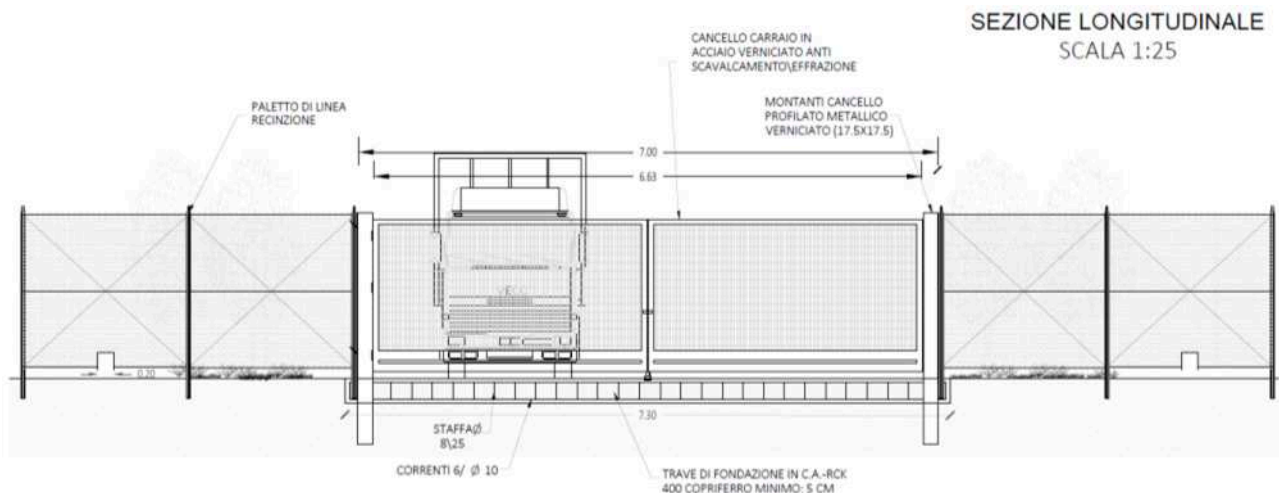 SEZIONE LONGITUDINALE
SCALA 1:25
CANCELLO CARRAIO IN
ACCIAIO VERNICIATO ANTI
SCAVALCAMENTO\EFFRAZIONE
PALETTO DI LINEA
RECINZIONE
MONTANTI CANCELLO
PROFILATO METALLICO
VERNICIATO (17.5X17.5)
7.00
6.63
0.20
7.30
STAFFAØ
8\25
CORRENTI 6/ Ø 10
TRAVE DI FONDAZIONE IN C.A.-RCK
400 COPRIFERRO MINIMO: 5 CM